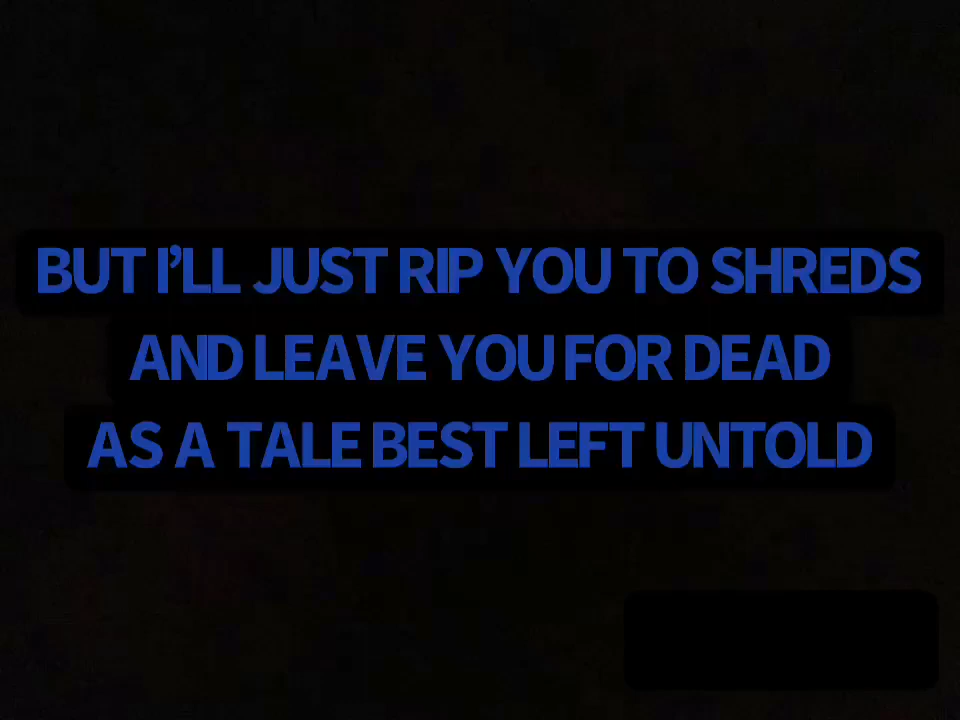 BUT I’LL JUST RIP YOU TO SHREDS
AND LEAVE YOU FOR DEAD
AS A TALE BEST LEFT UNTOLD